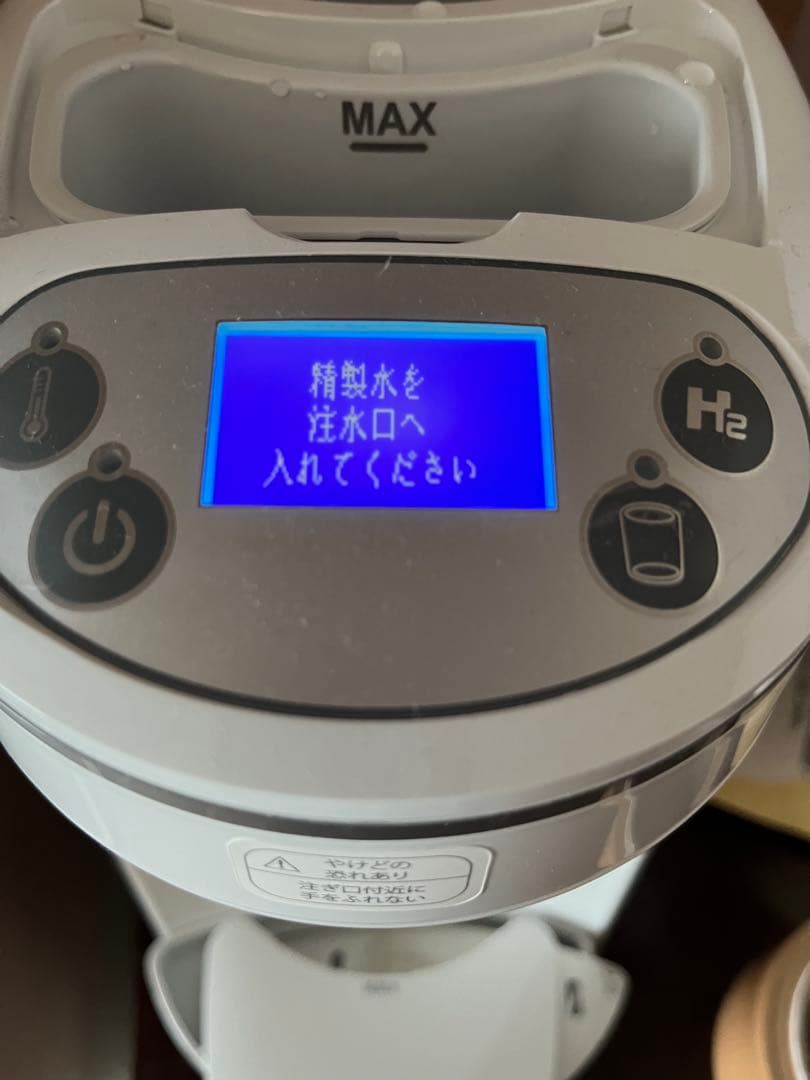 MAX
精製水を
注水口へ
入れてください
H2
やけどの
恐れあり
注ぎ口付近に
手をふれない